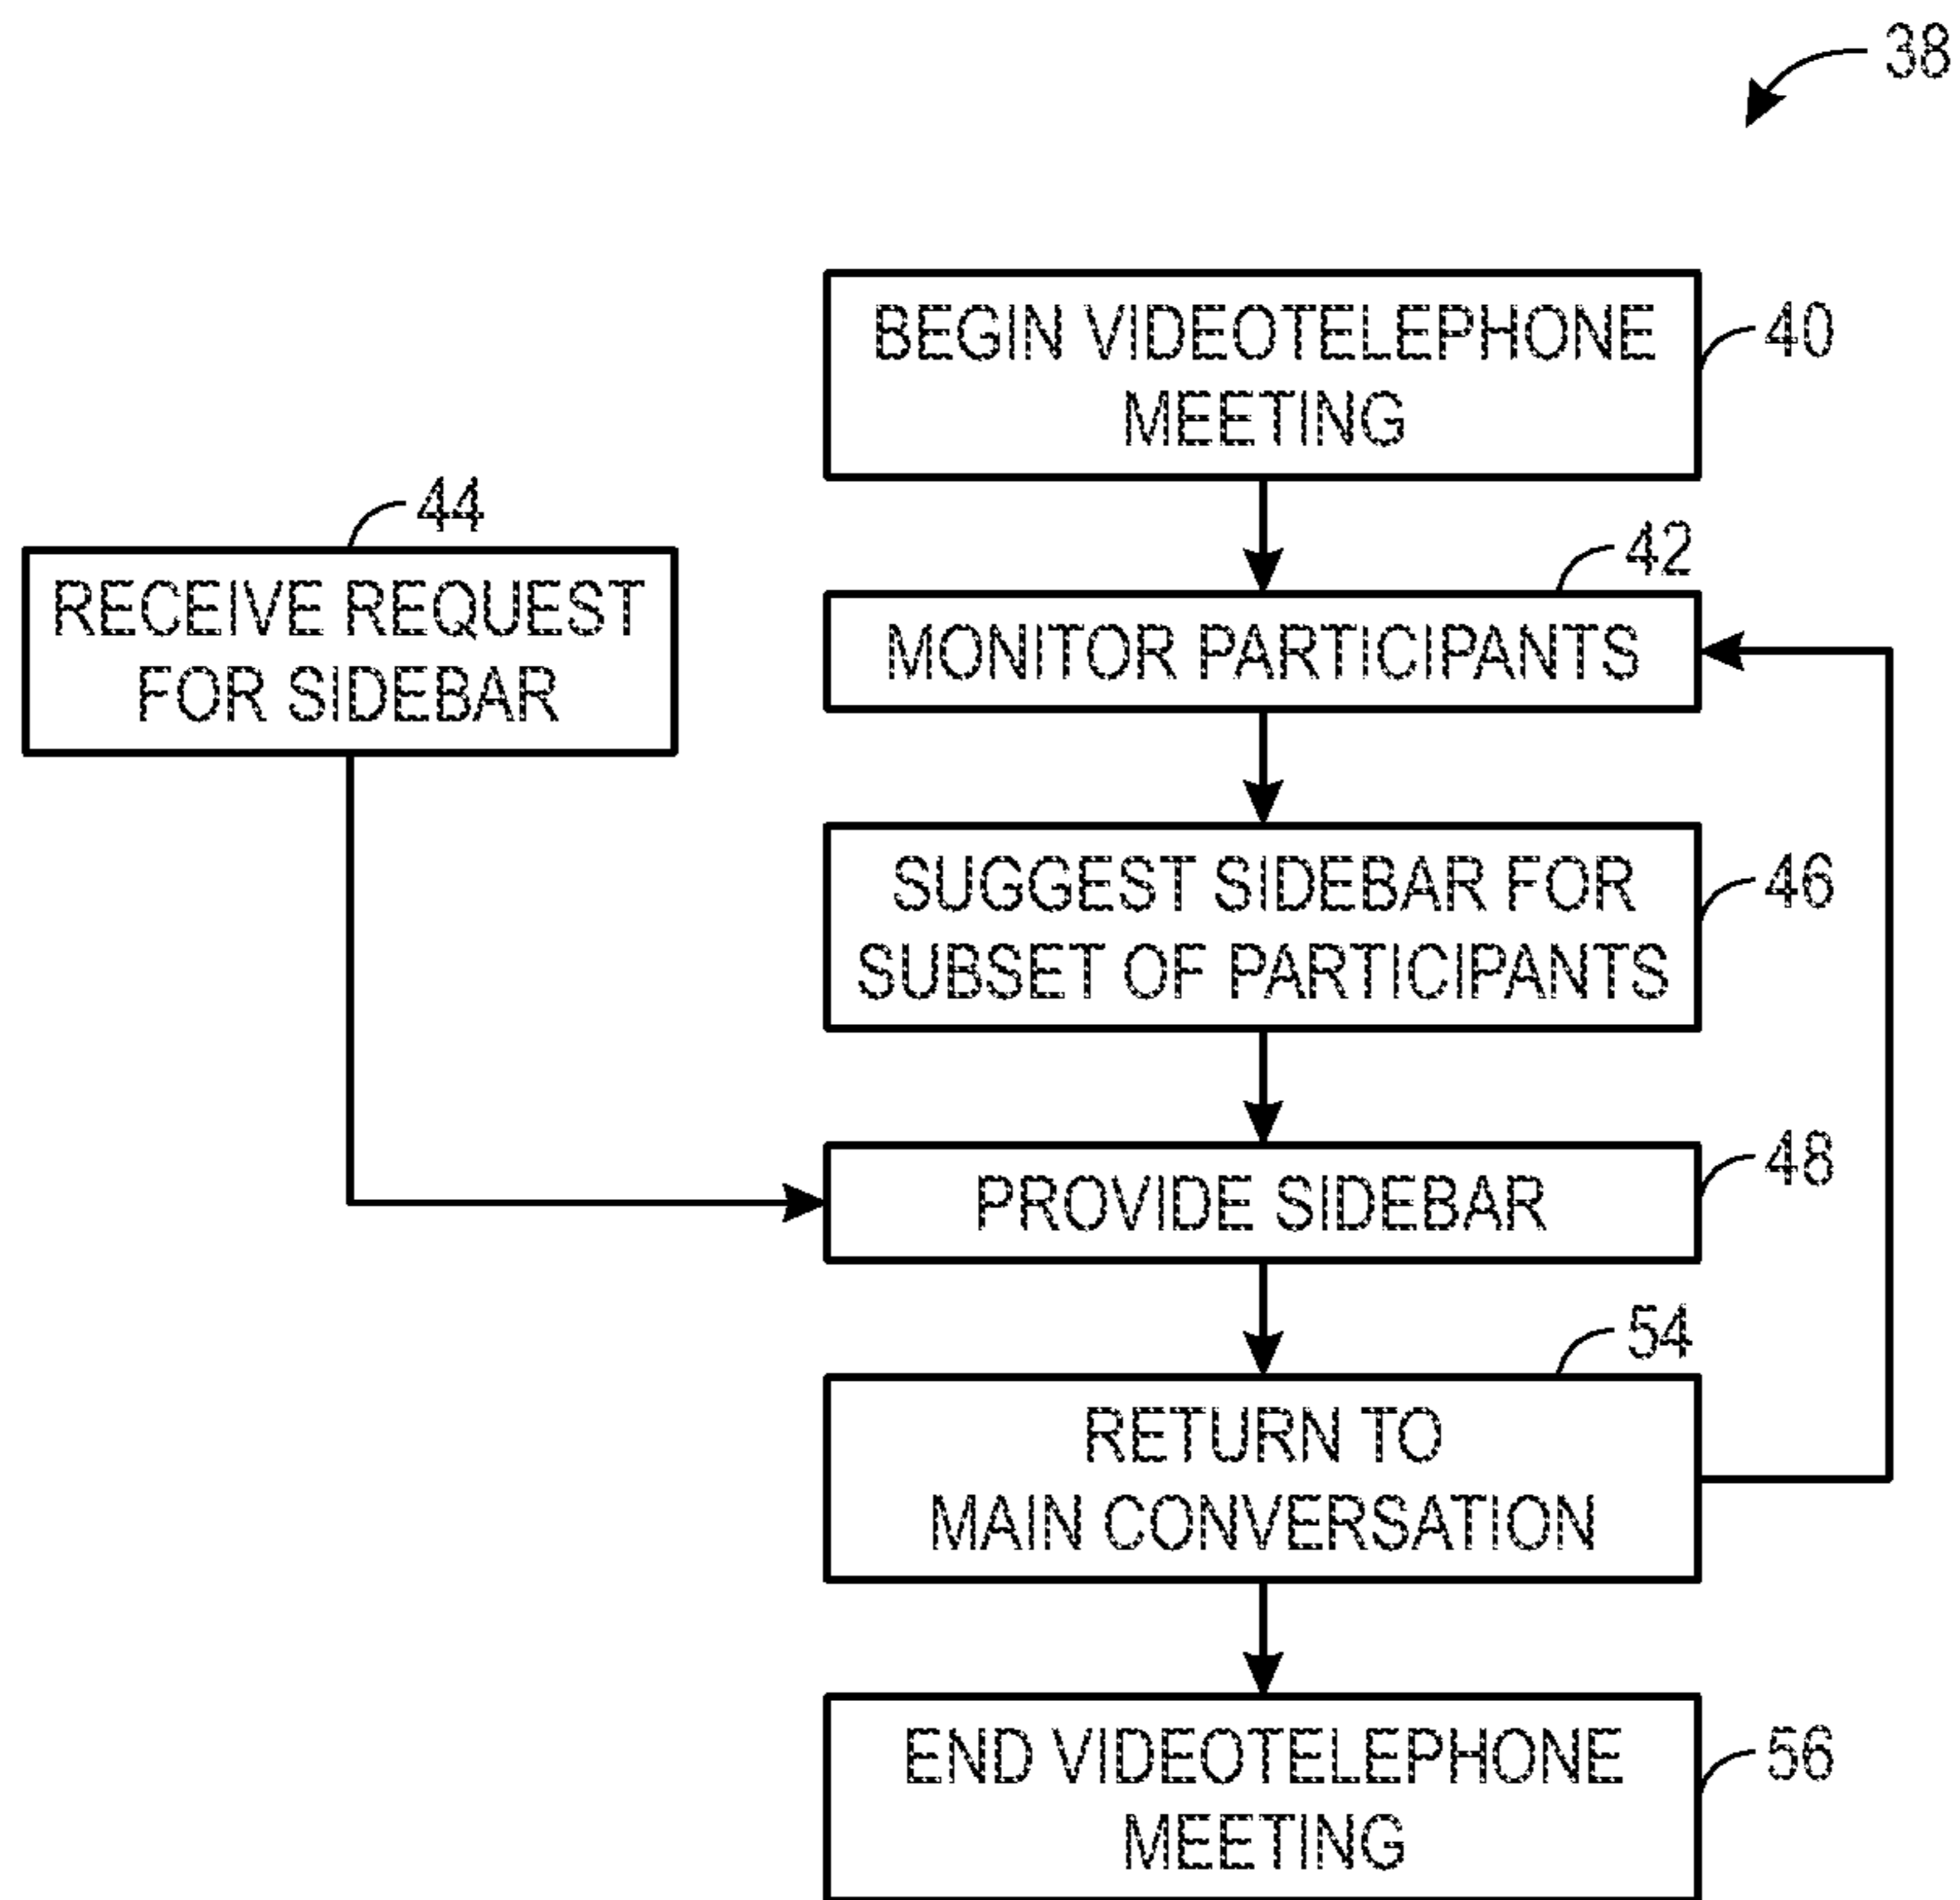 38
BEGIN VIDEOTELEPHONE
MEETING
40
44
RECEIVE REQUEST
FOR SIDEBAR
42
MONITOR PARTICIPANTS
SUGGEST SIDEBAR FOR
SUBSET OF PARTICIPANTS
46
PROVIDE SIDEBAR
48
54
RETURN TO
MAIN CONVERSATION
END VIDEOTELEPHONE
MEETING
56